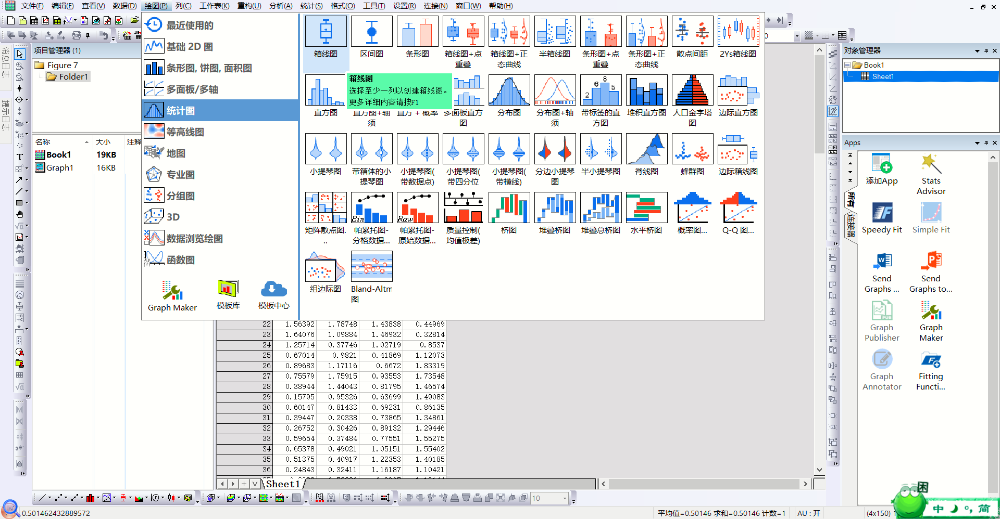 文件(F) 编辑(E) 查看(V) 数据(D) 绘图(P) 列(C) 工作表(K) 重构(U) 分析(A) 统计(S) 格式(O) 工具(T) 设置(R) 连接(N) 窗口(W) 帮助(H)
消息日志
提示日志
项目管理器 (1)
Figure 7
Folder1
名称 大小 注释
Book1 19KB
Graph1 16KB
最近使用的
基础 2D 图
条形图, 饼图, 面积图
多面板/多轴
统计图
等高线图
地图
专业图
分组图
3D
数据浏览绘图
函数图
Graph Maker 模板库 模板中心
箱线图 区间图 条形图 箱线图+点重叠 箱线图+正态曲线 半箱线图 条形图+点重叠 条形图+正态曲线 散点间距 2Ys箱线图
箱线图
选择至少一列以创建箱线图。
更多详细内容请按F1
直方图 直方图+轴须 直方 + 概率 多面板直方图 分布图 分布图+轴须 带标签的直方图 堆积直方图 人口金字塔图 边际直方图
小提琴图 带箱体的小提琴图 小提琴图(带数据点) 小提琴图(带四分位 小提琴图(带横线) 分边小提琴图 半小提琴图 脊线图 蜂群图 边际箱线图
矩阵散点图... 帕累托图-分格数据... 帕累托图-原始数据... 质量控制(均值极差) 桥图 堆叠桥图 堆叠总桥图 水平桥图 概率图... Q-Q 图...
组边际图 Bland-Altm图
22 1.56392 1.78748 1.43838 0.44969
23 1.64076 1.09884 1.46932 0.32814
24 1.25714 0.37746 1.02719 0.8537
25 0.67014 0.9821 0.41869 1.12073
26 0.89683 1.17116 0.6672 1.83319
27 0.75579 1.75915 0.93553 1.73548
28 0.38944 1.44043 0.81795 1.46574
29 0.15795 0.95326 0.63699 1.49083
30 0.60147 0.81433 0.69231 0.86135
31 0.39447 0.20338 0.73865 1.34861
32 0.26752 0.30426 0.89132 1.29446
33 0.59654 0.37484 0.77551 1.55275
34 0.65378 0.49021 1.05151 1.55402
35 0.51375 0.40917 1.22353 1.40185
36 0.24843 0.32411 1.16187 1.10421
Sheet1
对象管理器
Book1
Sheet1
Apps
所有
连接器
添加App Stats Advisor
Speedy Fit Simple Fit
Send Graphs ... Send Graphs to...
Graph Publisher Graph Maker
Graph Annotator Fitting Functi...
10
0.501462432889572 平均值=0.50146 求和=0.50146 计数=1 AU : 开 (4x150)
困
中 简